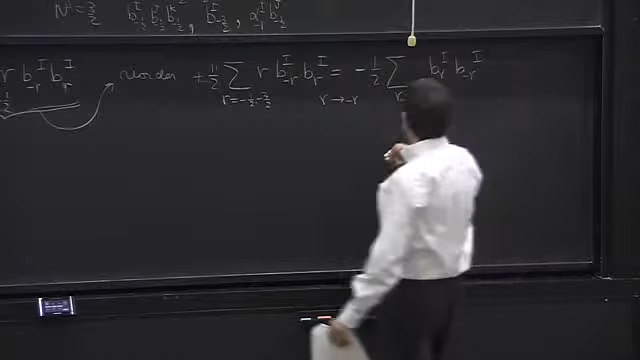 N⊥ = 3/2 b^I_{-1/2} b^J_{-1/2} b^K_{-1/2}, b^I_{-3/2}, α^I_{-1} b^J_{-1/2}
r b^I_{-r} b^I_r reorder + 1/2 Σ r b^I_{-r} b^I_r = - 1/2 Σ b^I_r b^I_{-r}
r = -1/2, -3/2 r → -r